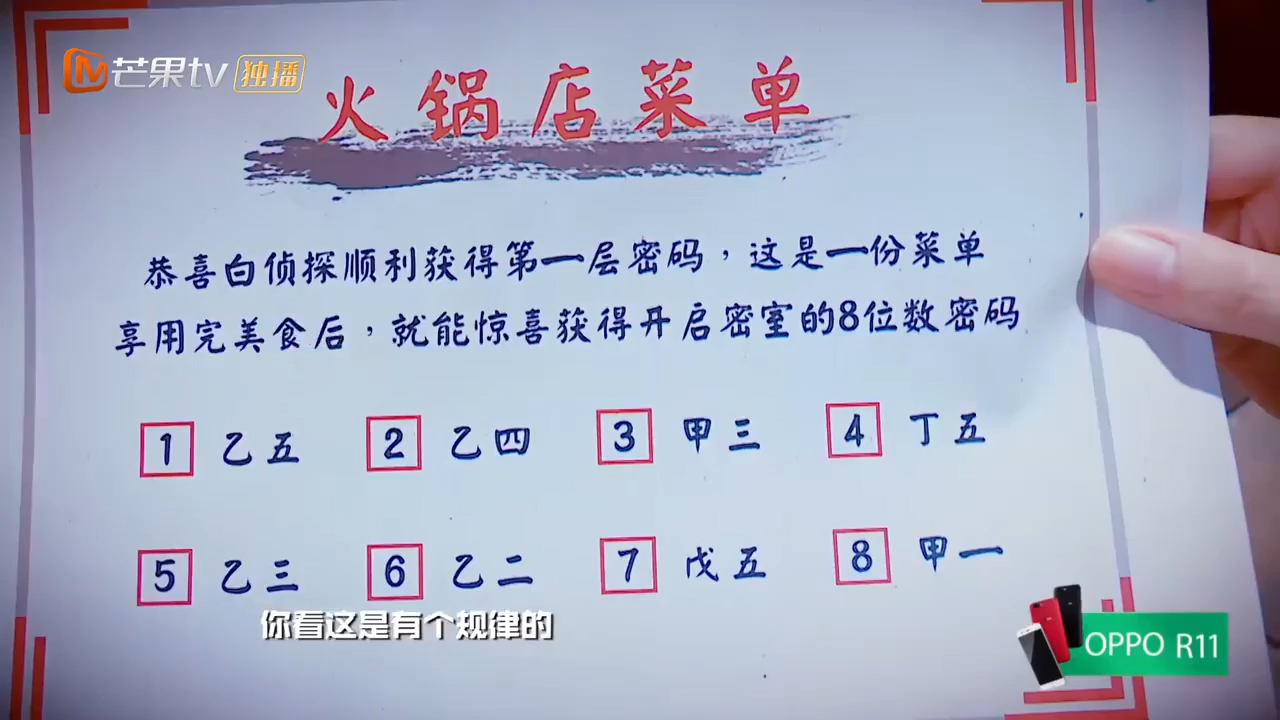 芒果tv 独播
火锅店菜单
恭喜白侦探顺利获得第一层密码，这是一份菜单
享用完美食后，就能惊喜获得开启密室的8位数密码
1 乙五 2 乙四 3 甲三 4 丁五
5 乙三 6 乙二 7 戊五 8 甲一
你看这是有个规律的
OPPO R11